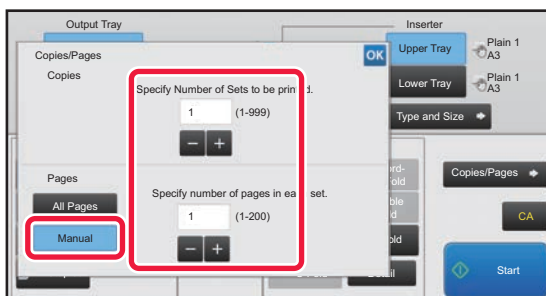 Output Tray
Inserter
Copies/Pages
OK
Upper Tray
Plain 1
A3
Copies
Specify Number of Sets to be printed.
Lower Tray
Plain 1
A3
1
(1-999)
Type and Size
Pages
Copies/Pages
All Pages
Specify number of pages in each set.
1
(1-200)
CA
Manual
Start